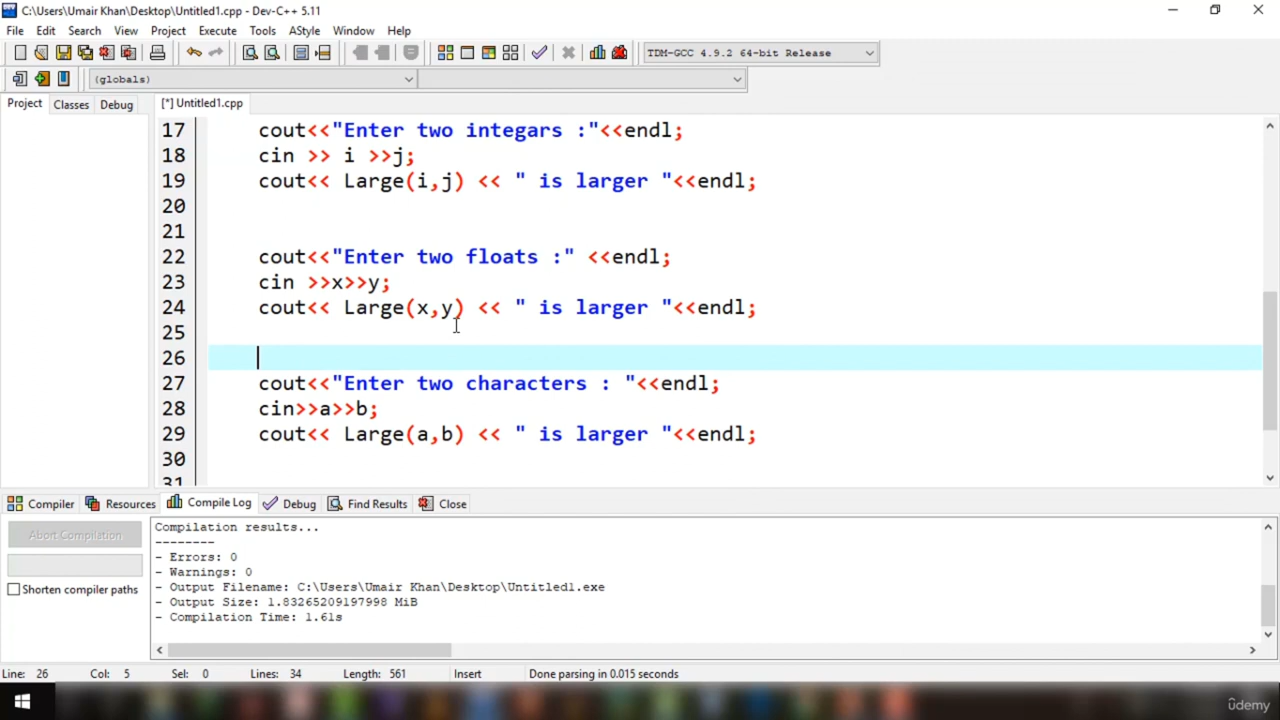 C:\Users\Umair Khan\Desktop\Untitled1.cpp - Dev-C++ 5.11
File Edit Search View Project Execute Tools AStyle Window Help
TDM-GCC 4.9.2 64-bit Release
(globals)
Project Classes Debug [*] Untitled1.cpp
17 cout<<"Enter two integars :"<<endl;
18 cin >> i >>j;
19 cout<< Large(i,j) << " is larger "<<endl;
20
21
22 cout<<"Enter two floats :" <<endl;
23 cin >>x>>y;
24 cout<< Large(x,y) << " is larger "<<endl;
25
26
27 cout<<"Enter two characters : "<<endl;
28 cin>>a>>b;
29 cout<< Large(a,b) << " is larger "<<endl;
30
31
Compiler Resources Compile Log Debug Find Results Close
Abort Compilation
Shorten compiler paths
Compilation results...
--------
- Errors: 0
- Warnings: 0
- Output Filename: C:\Users\Umair Khan\Desktop\Untitled1.exe
- Output Size: 1.83265209197998 MiB
- Compilation Time: 1.61s
Line: 26 Col: 5 Sel: 0 Lines: 34 Length: 561 Insert Done parsing in 0.015 seconds
ûdemy